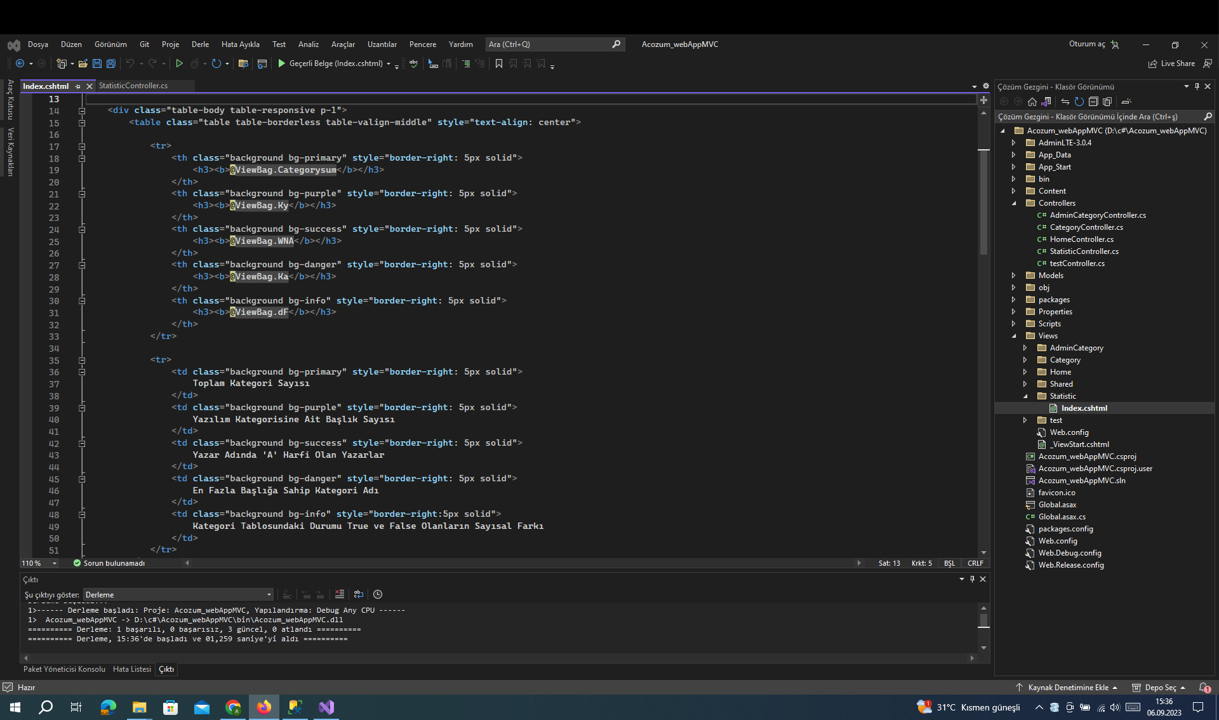 Dosya Düzen Görünüm Git Proje Derle Hata Ayıkla Test Analiz Araçlar Uzantılar Pencere Yardım Ara (Ctrl+Q) Acozum_webAppMVC Oturum aç
Geçerli Belge (Index.cshtml) Live Share
Index.cshtml StatisticController.cs
Araç Kutusu
Veri Kaynakları
13
14 <div class="table-body table-responsive p-1">
15 <table class="table table-borderless table-valign-middle" style="text-align: center">
16
17 <tr>
18 <th class="background bg-primary" style="border-right: 5px solid">
19 <h3><b>@ViewBag.Categorysum</b></h3>
20 </th>
21 <th class="background bg-purple" style="border-right: 5px solid">
22 <h3><b>@ViewBag.Ky</b></h3>
23 </th>
24 <th class="background bg-success" style="border-right: 5px solid">
25 <h3><b>@ViewBag.WNA</b></h3>
26 </th>
27 <th class="background bg-danger" style="border-right: 5px solid">
28 <h3><b>@ViewBag.Ka</b></h3>
29 </th>
30 <th class="background bg-info" style="border-right: 5px solid">
31 <h3><b>@ViewBag.dF</b></h3>
32 </th>
33 </tr>
34
35 <tr>
36 <td class="background bg-primary" style="border-right: 5px solid">
37 Toplam Kategori Sayısı
38 </td>
39 <td class="background bg-purple" style="border-right: 5px solid">
40 Yazılım Kategorisine Ait Başlık Sayısı
41 </td>
42 <td class="background bg-success" style="border-right: 5px solid">
43 Yazar Adında 'A' Harfi Olan Yazarlar
44 </td>
45 <td class="background bg-danger" style="border-right: 5px solid">
46 En Fazla Başlığa Sahip Kategori Adı
47 </td>
48 <td class="background bg-info" style="border-right:5px solid">
49 Kategori Tablosundaki Durumu True ve False Olanların Sayısal Farkı
50 </td>
51 </tr>
110 % Sorun bulunamadı Sat: 13 Krkt: 5 BŞL CRLF
Çıktı
Şu çıktıyı göster: Derleme
1>------ Derleme başladı: Proje: Acozum_webAppMVC, Yapılandırma: Debug Any CPU ------
1> Acozum_webAppMVC -> D:\c#\Acozum_webAppMVC\bin\Acozum_webAppMVC.dll
========== Derleme: 1 başarılı, 0 başarısız, 3 güncel, 0 atlandı ==========
========== Derleme, 15:36'de başladı ve 01,259 saniye'yi aldı ==========
Paket Yöneticisi Konsolu Hata Listesi Çıktı
Çözüm Gezgini - Klasör Görünümü
Çözüm Gezgini - Klasör Görünümü İçinde Ara (Ctrl+ş)
Acozum_webAppMVC (D:\c#\Acozum_webAppMVC)
AdminLTE-3.0.4
App_Data
App_Start
bin
Content
Controllers
C# AdminCategoryController.cs
C# CategoryController.cs
C# HomeController.cs
C# StatisticController.cs
C# testController.cs
Models
obj
packages
Properties
Scripts
Views
AdminCategory
Category
Home
Shared
Statistic
Index.cshtml
test
Web.config
_ViewStart.cshtml
Acozum_webAppMVC.csproj
Acozum_webAppMVC.csproj.user
Acozum_webAppMVC.sln
favicon.ico
Global.asax
C# Global.asax.cs
packages.config
Web.config
Web.Debug.config
Web.Release.config
Hazır Kaynak Denetimine Ekle Depo Seç 1
31°C Kısmen güneşli 15:36
06.09.2023